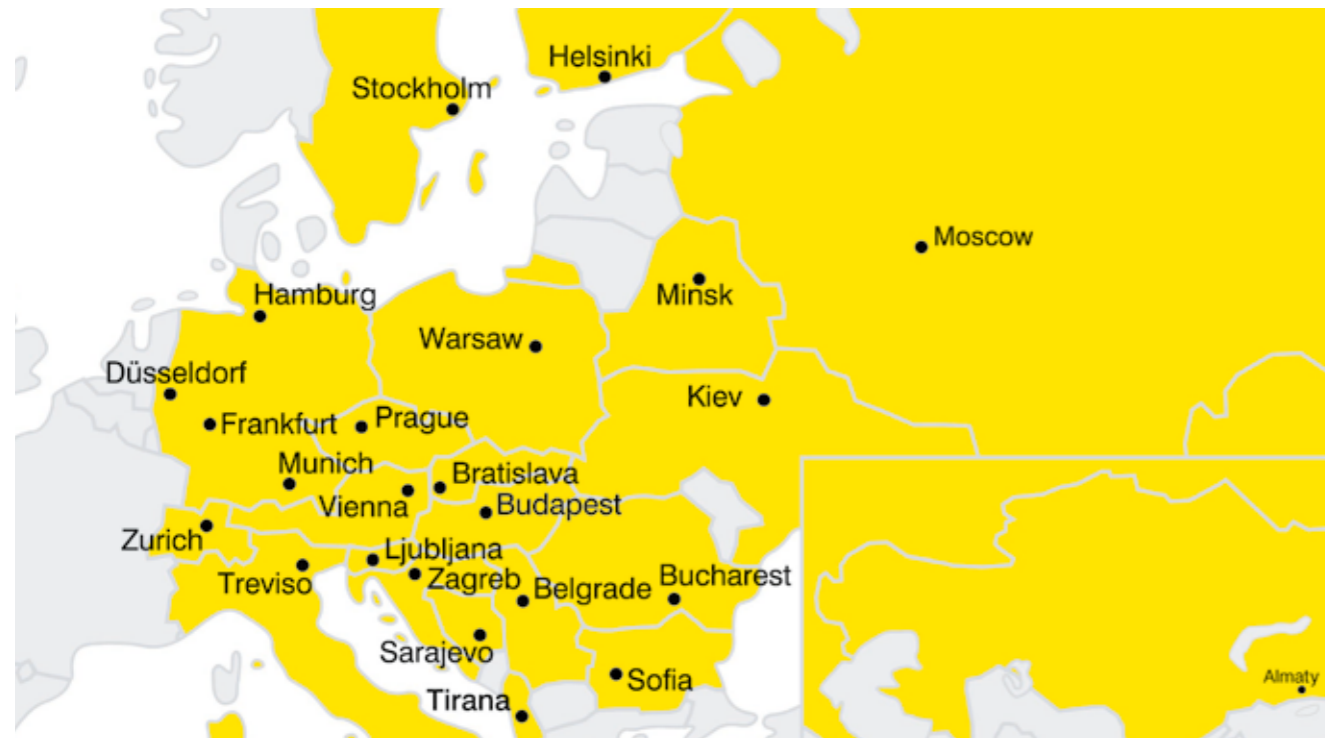 Helsinki
Stockholm
Moscow
Minsk
Hamburg
Warsaw
Düsseldorf
Kiev
Frankfurt
Prague
Munich
Bratislava
Vienna
Budapest
Zurich
Ljubljana
Treviso
Zagreb
Belgrade
Bucharest
Sarajevo
Sofia
Almaty
Tirana